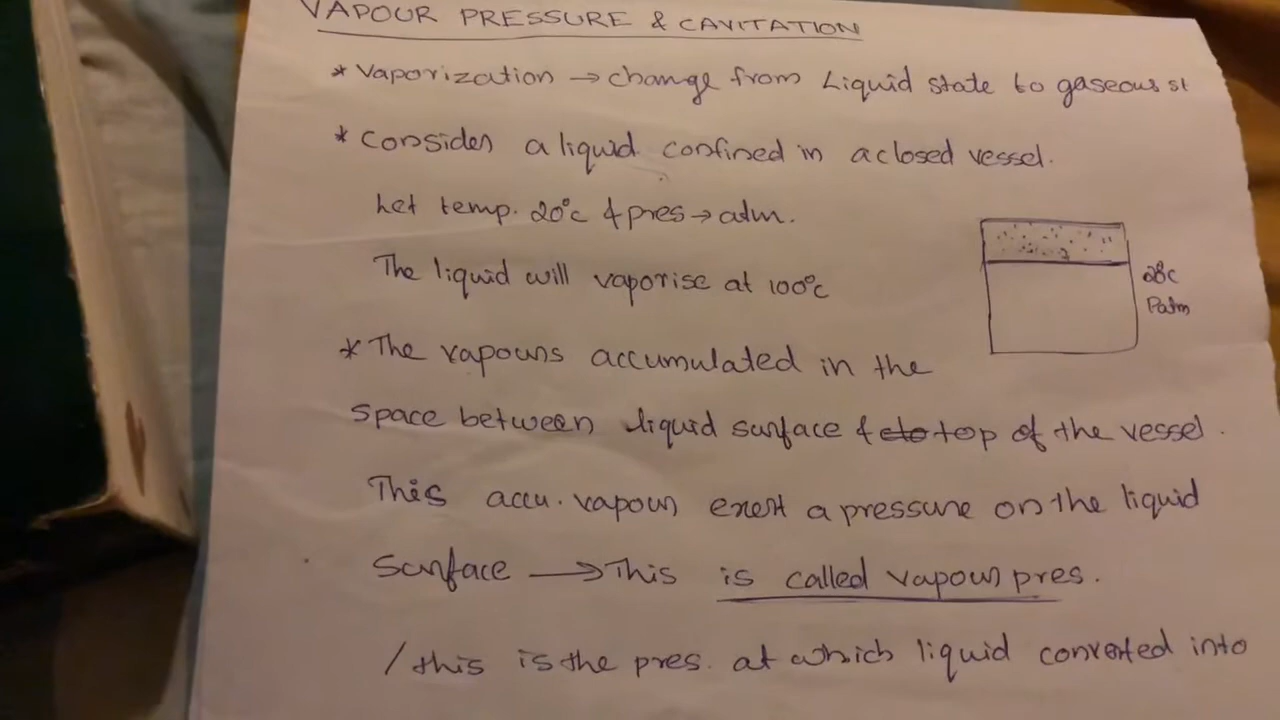 VAPOUR PRESSURE & CAVITATION
* Vaporization → change from Liquid state to gaseous st
* Consider a liquid confined in a closed vessel.
Let temp. 20°c & pres → atm.
The liquid will vaporise at 100°c
20°c
Patm
* The vapours accumulated in the
space between liquid surface & top of the vessel.
This accu. vapour exert a pressure on the liquid
surface → This is called vapour pres.
/ this is the pres. at which liquid converted into